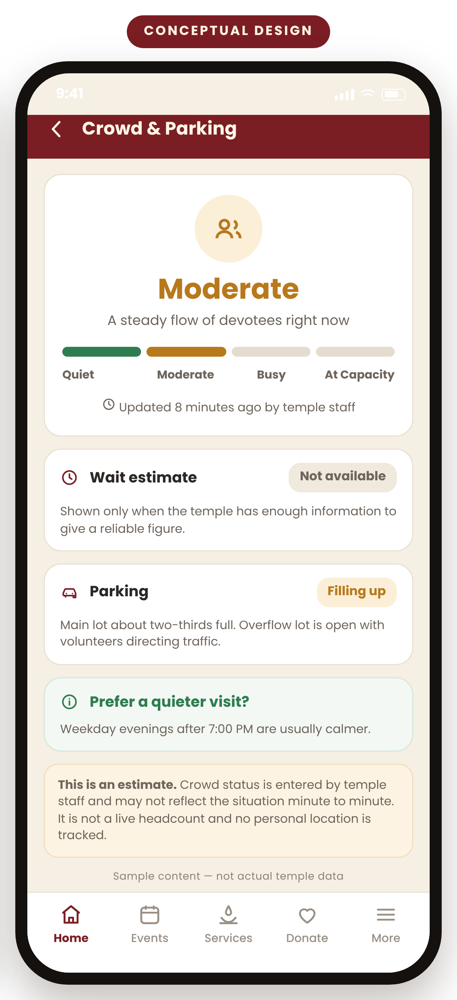 CONCEPTUAL DESIGN
9:41
Crowd & Parking
Moderate
A steady flow of devotees right now
Quiet Moderate Busy At Capacity
Updated 8 minutes ago by temple staff
Wait estimate Not available
Shown only when the temple has enough information to
give a reliable figure.
Parking Filling up
Main lot about two-thirds full. Overflow lot is open with
volunteers directing traffic.
Prefer a quieter visit?
Weekday evenings after 7:00 PM are usually calmer.
This is an estimate. Crowd status is entered by temple
staff and may not reflect the situation minute to minute.
It is not a live headcount and no personal location is
tracked.
Sample content — not actual temple data
Home Events Services Donate More